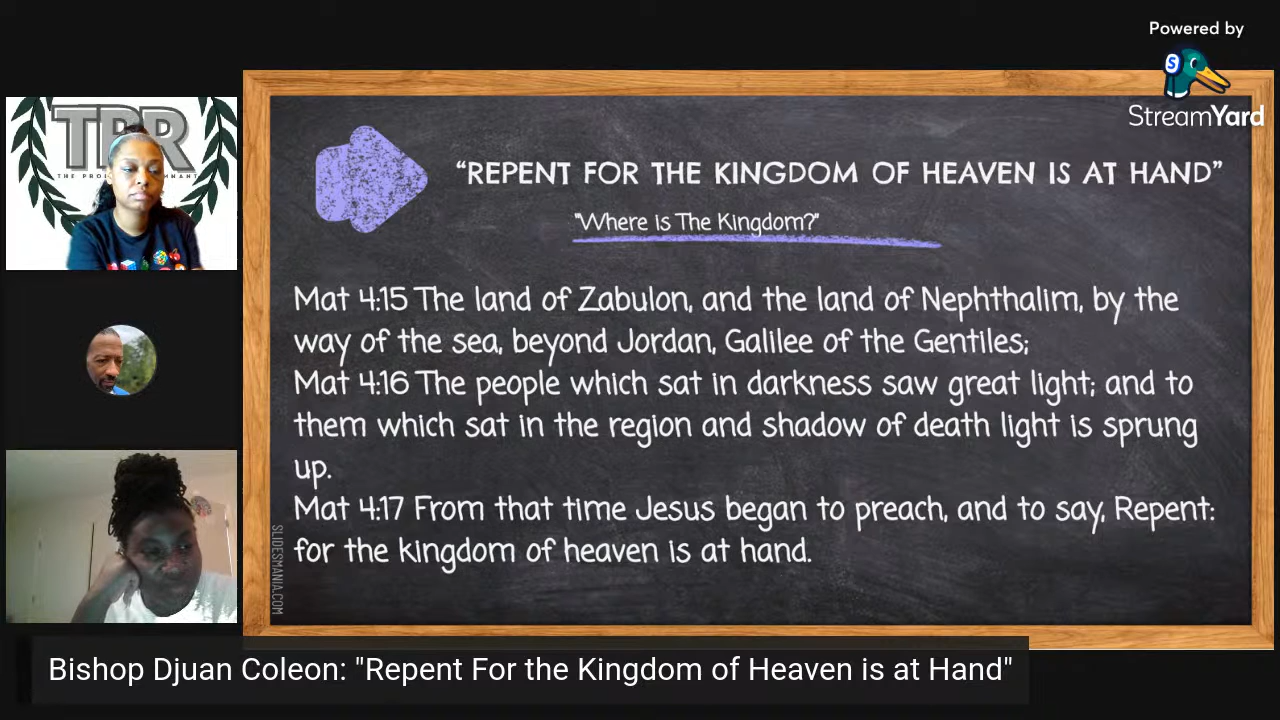 Powered by
StreamYard
TPR
"REPENT FOR THE KINGDOM OF HEAVEN IS AT HAND"
"Where is The Kingdom?"
Mat 4:15 The land of Zabulon, and the land of Nephthalim, by the
way of the sea, beyond Jordan, Galilee of the Gentiles;
Mat 4:16 The people which sat in darkness saw great light; and to
them which sat in the region and shadow of death light is sprung
up.
Mat 4:17 From that time Jesus began to preach, and to say, Repent:
for the kingdom of heaven is at hand.
SLIDESMANIA.COM
Bishop Djuan Coleon: "Repent For the Kingdom of Heaven is at Hand"